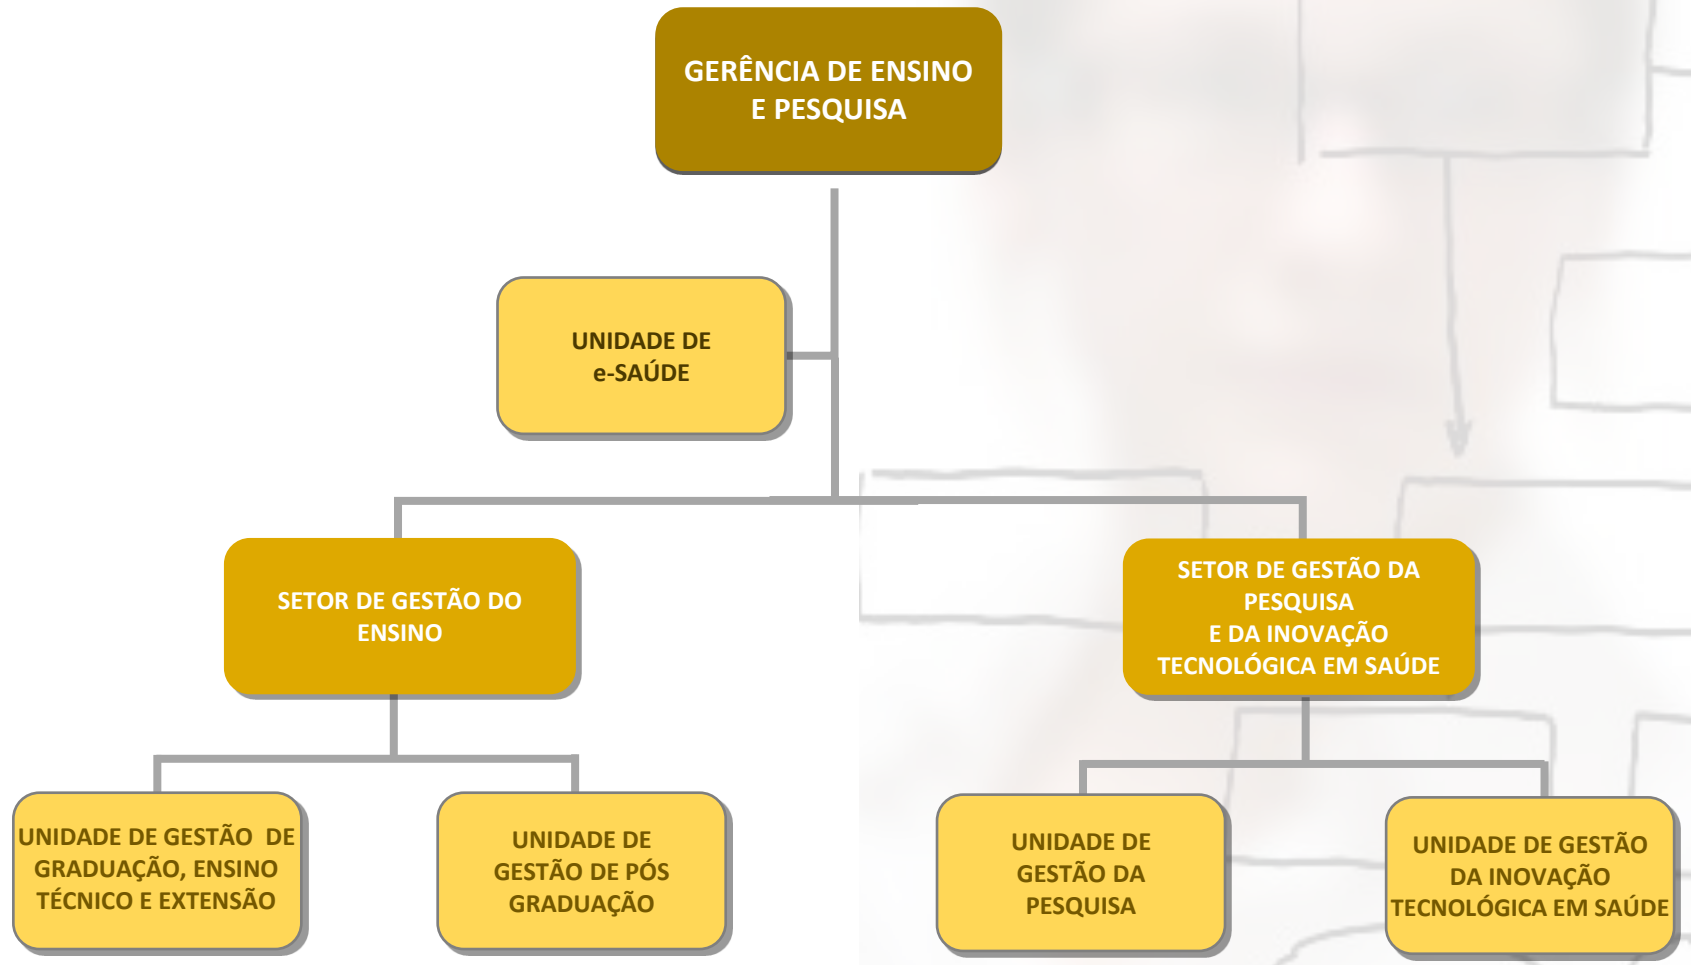 GERÊNCIA DE ENSINO
E PESQUISA
UNIDADE DE
e-SAÚDE
SETOR DE GESTÃO DO
ENSINO
SETOR DE GESTÃO DA
PESQUISA
E DA INOVAÇÃO
TECNOLÓGICA EM SAÚDE
UNIDADE DE GESTÃO  DE
GRADUAÇÃO, ENSINO
TÉCNICO E EXTENSÃO
UNIDADE DE
GESTÃO DE PÓS
GRADUAÇÃO
UNIDADE DE
GESTÃO DA
PESQUISA
UNIDADE DE GESTÃO
DA INOVAÇÃO
TECNOLÓGICA EM SAÚDE